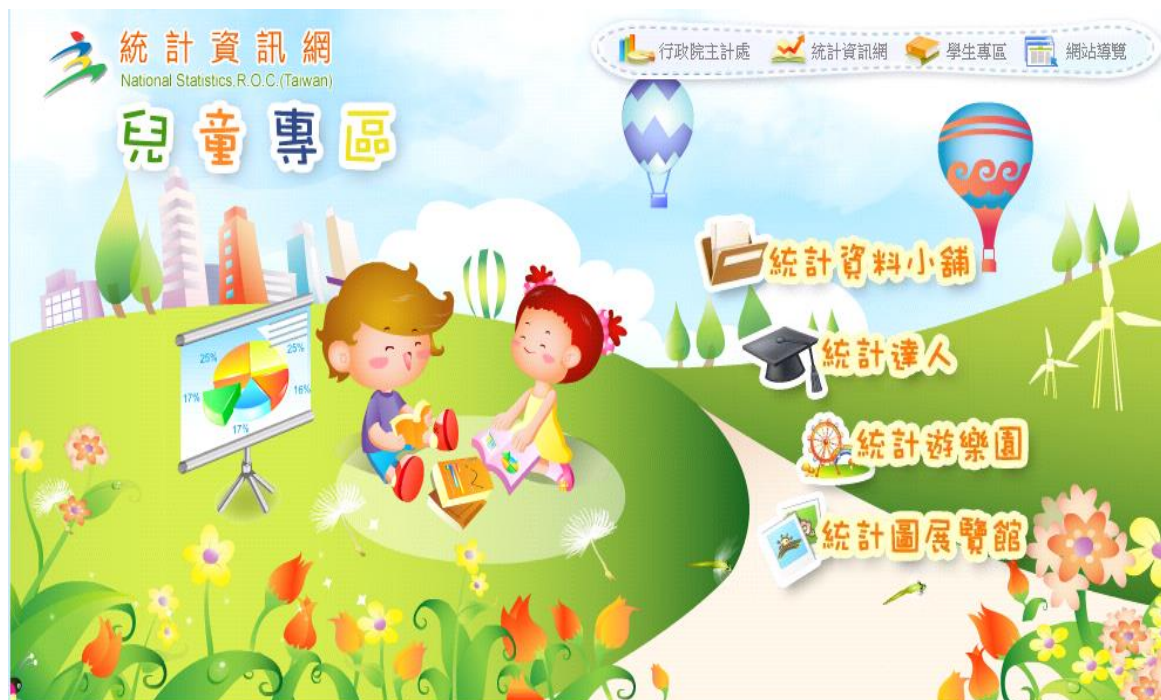 統計資訊網
National Statistics,R.O.C.(Taiwan)
兒童專區
行政院主計處 統計資訊網 學生專區 網站導覽
統計資料小舖
統計達人
統計遊樂園
統計圖展覽館
25% 25%
17% 16%
17%